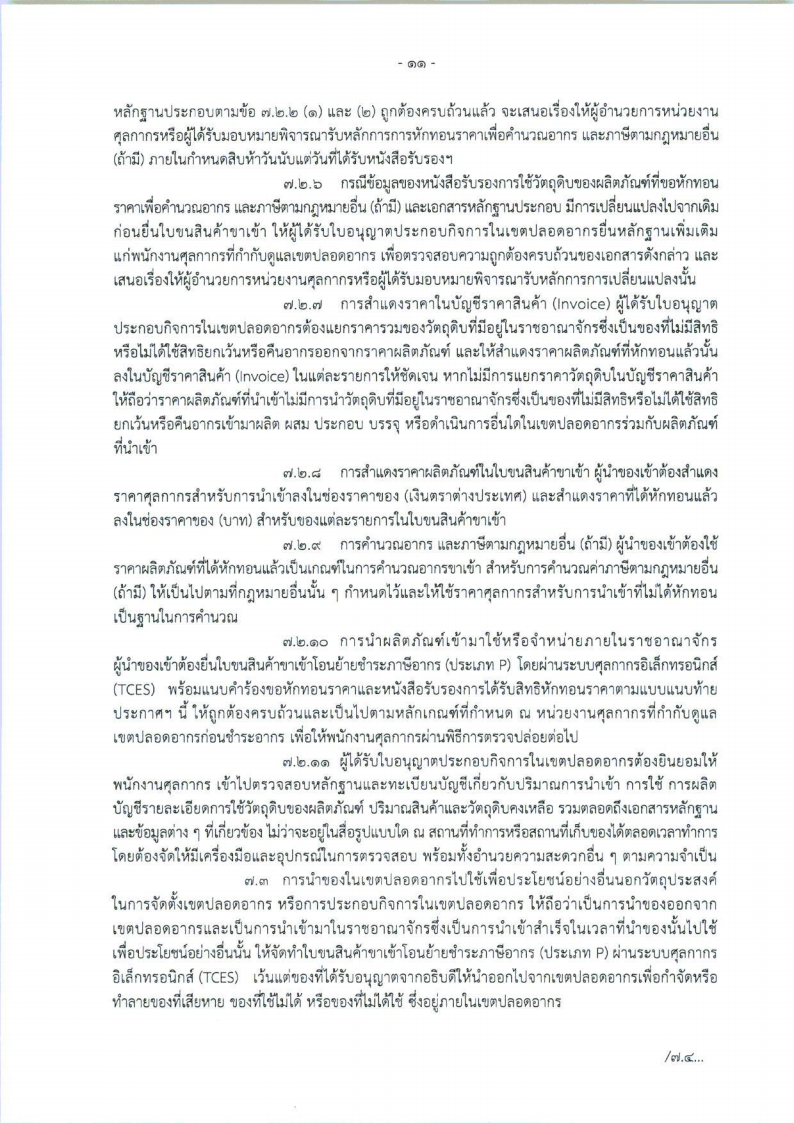 - ๑๑ -
หลักฐานประกอบตามข้อ ๗.๒.๒ (๑) และ (๒) ถูกต้องครบถ้วนแล้ว จะเสนอเรื่องให้ผู้อำนวยการหน่วยงาน
ศุลกากรหรือผู้ได้รับมอบหมายพิจารณารับหลักการการหักทอนราคาเพื่อคำนวณอากร และภาษีตามกฎหมายอื่น
(ถ้ามี) ภายในกำหนดสิบห้าวันนับแต่วันที่ได้รับหนังสือรับรองฯ
๗.๒.๖ กรณีข้อมูลของหนังสือรับรองการใช้วัตถุดิบของผลิตภัณฑ์ที่ขอหักทอน
ราคาเพื่อคำนวณอากร และภาษีตามกฎหมายอื่น (ถ้ามี) และเอกสารหลักฐานประกอบ มีการเปลี่ยนแปลงไปจากเดิม
ก่อนยื่นใบขนสินค้าขาเข้า ให้ผู้ได้รับใบอนุญาตประกอบกิจการในเขตปลอดอากรยื่นหลักฐานเพิ่มเติม
แก่พนักงานศุลกากรที่กำกับดูแลเขตปลอดอากร เพื่อตรวจสอบความถูกต้องครบถ้วนของเอกสารดังกล่าว และ
เสนอเรื่องให้ผู้อำนวยการหน่วยงานศุลกากรหรือผู้ได้รับมอบหมายพิจารณารับหลักการการเปลี่ยนแปลงนั้น
๗.๒.๗ การสำแดงราคาในบัญชีราคาสินค้า (Invoice) ผู้ได้รับใบอนุญาต
ประกอบกิจการในเขตปลอดอากรต้องแยกราคารวมของวัตถุดิบที่มีอยู่ในราชอาณาจักรซึ่งเป็นของที่ไม่มีสิทธิ
หรือไม่ได้ใช้สิทธิยกเว้นหรือคืนอากรออกจากราคาผลิตภัณฑ์ และให้สำแดงราคาผลิตภัณฑ์ที่หักทอนแล้วนั้น
ลงในบัญชีราคาสินค้า (Invoice) ในแต่ละรายการให้ชัดเจน หากไม่มีการแยกราคาวัตถุดิบในบัญชีราคาสินค้า
ให้ถือว่าราคาผลิตภัณฑ์ที่นำเข้าไม่มีการนำวัตถุดิบที่มีอยู่ในราชอาณาจักรซึ่งเป็นของที่ไม่มีสิทธิหรือไม่ได้ใช้สิทธิ
ยกเว้นหรือคืนอากรเข้ามาผลิต ผสม ประกอบ บรรจุ หรือดำเนินการอื่นใดในเขตปลอดอากรร่วมกับผลิตภัณฑ์
ที่นำเข้า
๗.๒.๘ การสำแดงราคาผลิตภัณฑ์ในใบขนสินค้าขาเข้า ผู้นำของเข้าต้องสำแดง
ราคาศุลกากรสำหรับการนำเข้าลงในช่องราคาของ (เงินตราต่างประเทศ) และสำแดงราคาที่ได้หักทอนแล้ว
ลงในช่องราคาของ (บาท) สำหรับของแต่ละรายการในใบขนสินค้าขาเข้า
๗.๒.๙ การคำนวณอากร และภาษีตามกฎหมายอื่น (ถ้ามี) ผู้นำของเข้าต้องใช้
ราคาผลิตภัณฑ์ที่ได้หักทอนแล้วเป็นเกณฑ์ในการคำนวณอากรขาเข้า สำหรับการคำนวณค่าภาษีตามกฎหมายอื่น
(ถ้ามี) ให้เป็นไปตามที่กฎหมายอื่นนั้น ๆ กำหนดไว้และให้ใช้ราคาศุลกากรสำหรับการนำเข้าที่ไม่ได้หักทอน
เป็นฐานในการคำนวณ
๗.๒.๑๐ การนำผลิตภัณฑ์เข้ามาใช้หรือจำหน่ายภายในราชอาณาจักร
ผู้นำของเข้าต้องยื่นใบขนสินค้าขาเข้าโอนย้ายชำระภาษีอากร (ประเภท P) โดยผ่านระบบศุลกากรอิเล็กทรอนิกส์
(TCES) พร้อมแบบคำร้องขอหักทอนราคาและหนังสือรับรองการได้รับสิทธิหักทอนราคาตามแบบแนบท้าย
ประกาศฯ นี้ ให้ถูกต้องครบถ้วนและเป็นไปตามหลักเกณฑ์ที่กำหนด ณ หน่วยงานศุลกากรที่กำกับดูแล
เขตปลอดอากรก่อนชำระอากร เพื่อให้พนักงานศุลกากรผ่านพิธีการตรวจปล่อยต่อไป
๗.๒.๑๑ ผู้ได้รับใบอนุญาตประกอบกิจการในเขตปลอดอากรต้องยินยอมให้
พนักงานศุลกากร เข้าไปตรวจสอบหลักฐานและทะเบียนบัญชีเกี่ยวกับปริมาณการนำเข้า การใช้ การผลิต
บัญชีรายละเอียดการใช้วัตถุดิบของผลิตภัณฑ์ ปริมาณสินค้าและวัตถุดิบคงเหลือ รวมตลอดถึงเอกสารหลักฐาน
และข้อมูลต่าง ๆ ที่เกี่ยวข้อง ไม่ว่าจะอยู่ในสื่อรูปแบบใด ณ สถานที่ทำการหรือสถานที่เก็บของได้ตลอดเวลาทำการ
โดยต้องจัดให้มีเครื่องมือและอุปกรณ์ในการตรวจสอบ พร้อมทั้งอำนวยความสะดวกอื่น ๆ ตามความจำเป็น
๗.๓ การนำของในเขตปลอดอากรไปใช้เพื่อประโยชน์อย่างอื่นนอกวัตถุประสงค์
ในการจัดตั้งเขตปลอดอากร หรือการประกอบกิจการในเขตปลอดอากร ให้ถือว่าเป็นการนำของออกจาก
เขตปลอดอากรและเป็นการนำเข้ามาในราชอาณาจักรซึ่งเป็นการนำเข้าสำเร็จในเวลาที่นำของนั้นไปใช้
เพื่อประโยชน์อย่างอื่นนั้น ให้จัดทำใบขนสินค้าขาเข้าโอนย้ายชำระภาษีอากร (ประเภท P) ผ่านระบบศุลกากร
อิเล็กทรอนิกส์ (TCES) เว้นแต่ของที่ได้รับอนุญาตจากอธิบดีให้นำออกไปจากเขตปลอดอากรเพื่อกำจัดหรือ
ทำลายของที่เสียหาย ของที่ใช้ไม่ได้ หรือของที่ไม่ได้ใช้ ซึ่งอยู่ภายในเขตปลอดอากร
/๗.๔...